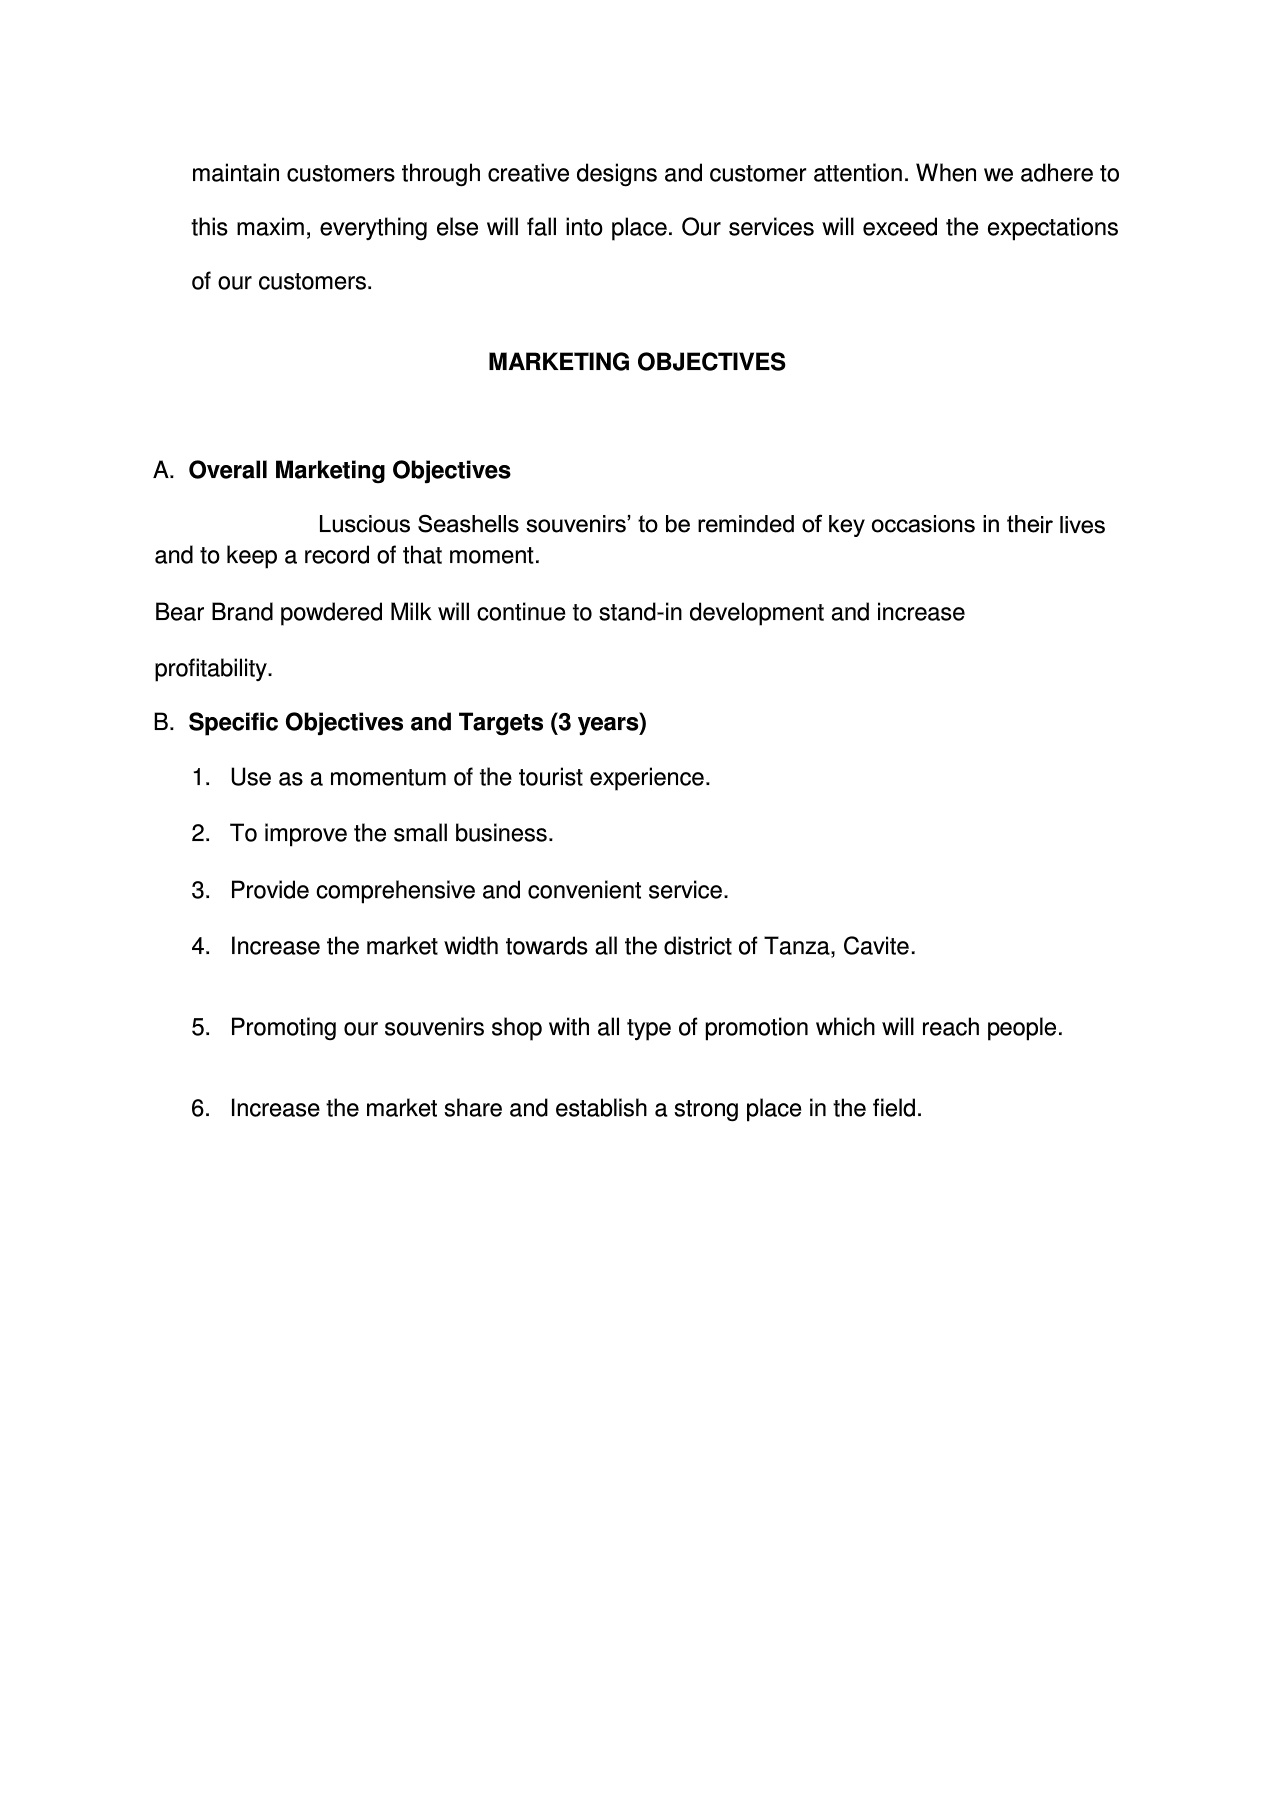 maintain customers through creative designs and customer attention. When we adhere to
this maxim, everything else will fall into place. Our services will exceed the expectations
of our customers.
MARKETING OBJECTIVES
A. Overall Marketing Objectives
Luscious Seashells souvenirs’ to be reminded of key occasions in their lives
and to keep a record of that moment.
Bear Brand powdered Milk will continue to stand-in development and increase
profitability.
B. Specific Objectives and Targets (3 years)
1. Use as a momentum of the tourist experience.
2. To improve the small business.
3. Provide comprehensive and convenient service.
4. Increase the market width towards all the district of Tanza, Cavite.
5. Promoting our souvenirs shop with all type of promotion which will reach people.
6. Increase the market share and establish a strong place in the field.